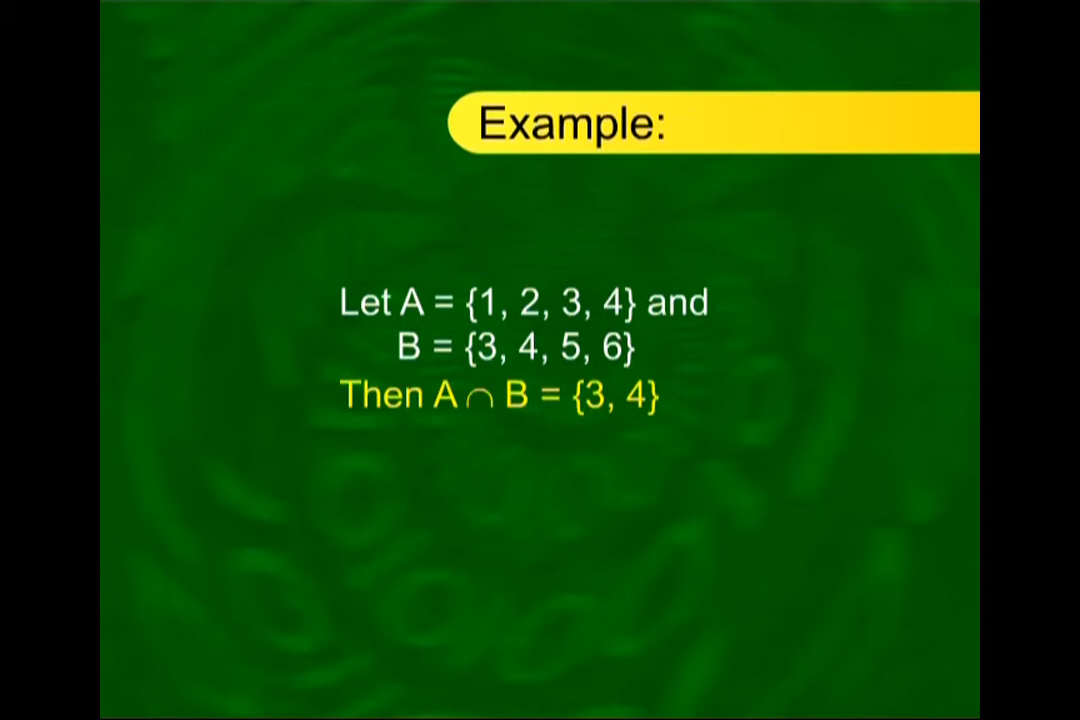 Example:
Let A = {1, 2, 3, 4} and
B = {3, 4, 5, 6}
Then A ∩ B = {3, 4}